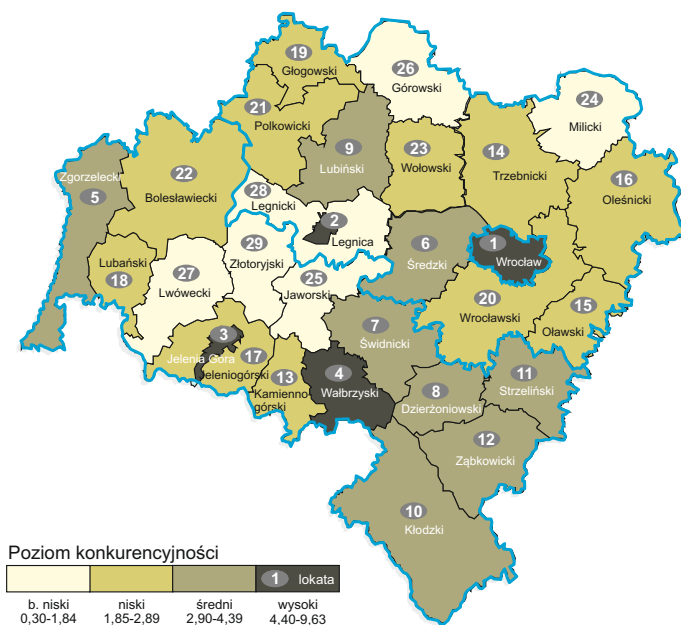 19
Głogowski
26
Górowski
24
Milicki
21
Polkowicki
9
Lubiński
23
Wołowski
14
Trzebnicki
16
Oleśnicki
Zgorzelecki
5
22
Bolesławiecki
28
Legnicki
2
Legnica
6
Średzki
1
Wrocław
29
Złotoryjski
Lubański
18
27
Lwówecki
25
Jaworski
20
Wrocławski
15
Oławski
3
Jelenia Góra
17
Jeleniogórski
7
Świdnicki
13
Kamienno
górski
4
Wałbrzyski
8
Dzierżoniowski
11
Strzeliński
12
Ząbkowicki
10
Kłodzki
Poziom konkurencyjności
1 lokata
b. niski niski średni wysoki
0,30-1,84 1,85-2,89 2,90-4,39 4,40-9,63